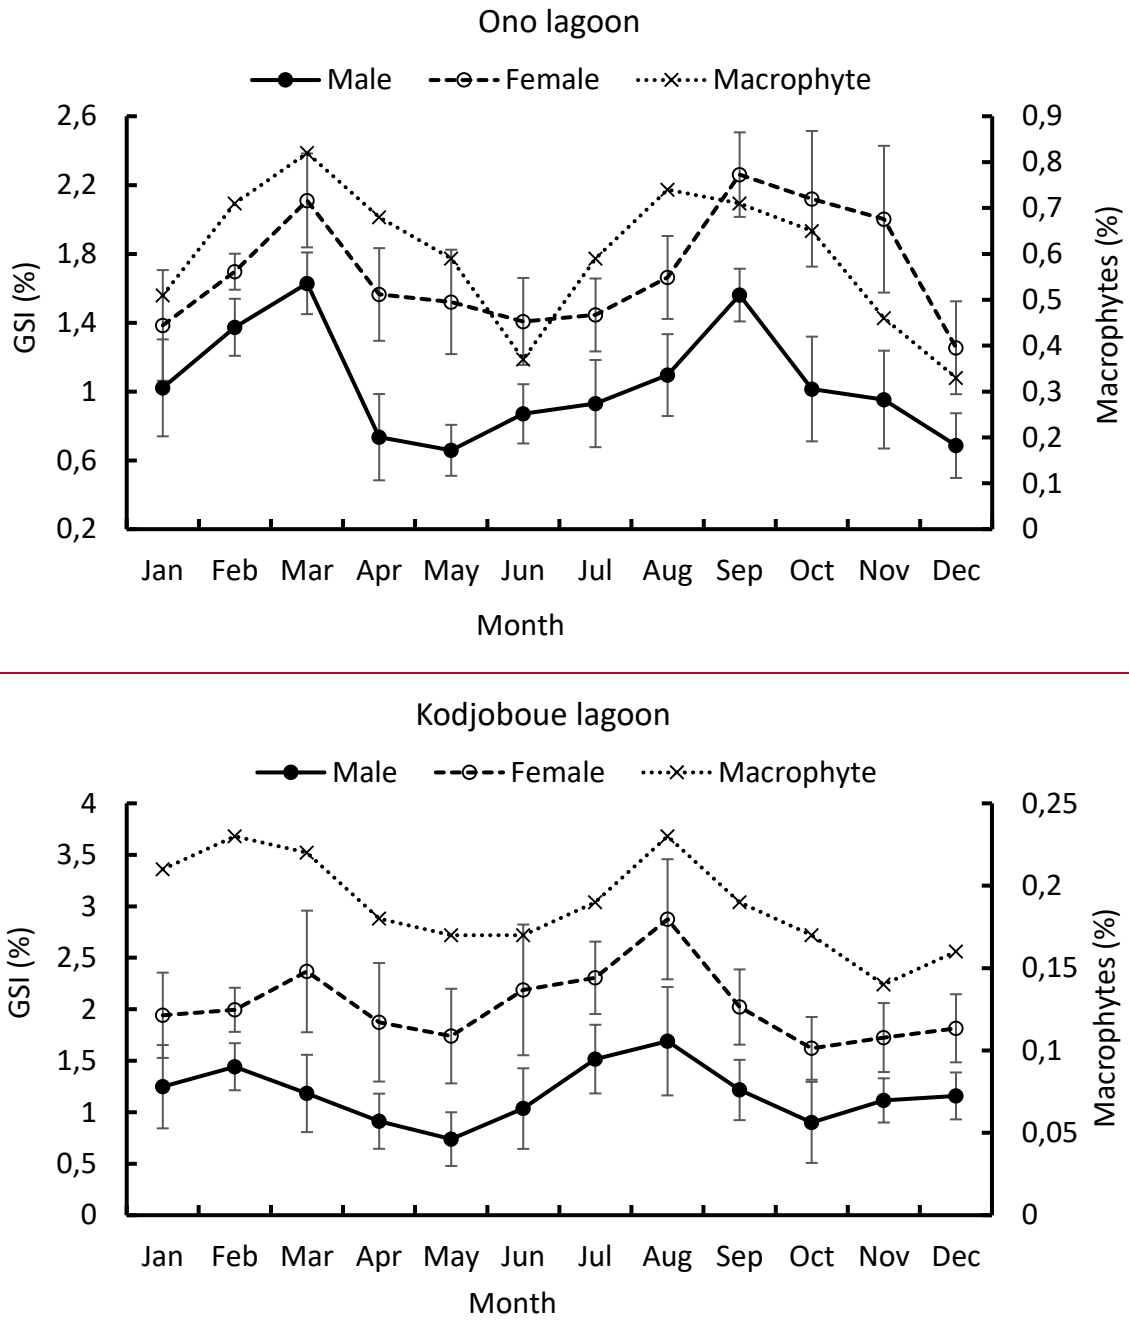 Ono lagoon
Male Female Macrophyte
2,6
2,2
1,8
1,4
1
0,6
0,2
GSI (%)
0,9
0,8
0,7
0,6
0,5
0,4
0,3
0,2
0,1
0
Macrophytes (%)
Jan Feb Mar Apr May Jun Jul Aug Sep Oct Nov Dec
Month
Kodjoboue lagoon
Male Female Macrophyte
4
3,5
3
2,5
2
1,5
1
0,5
0
GSI (%)
0,25
0,2
0,15
0,1
0,05
0
Macrophytes (%)
Jan Feb Mar Apr May Jun Jul Aug Sep Oct Nov Dec
Month